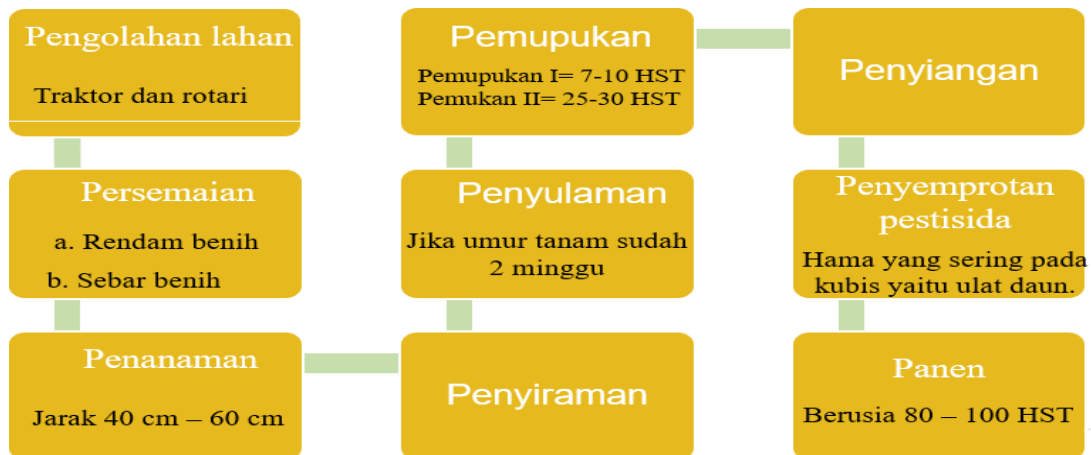 Pengolahan lahan
Traktor dan rotari
Persemaian
a. Rendam benih
b. Sebar benih
Penanaman
Jarak 40 cm – 60 cm
Penyiraman
Penyulaman
Jika umur tanam sudah
2 minggu
Pemupukan
Pemupukan I= 7-10 HST
Pemukan II= 25-30 HST
Penyiangan
Penyemprotan
pestisida
Hama yang sering pada
kubis yaitu ulat daun.
Panen
Berusia 80 – 100 HST